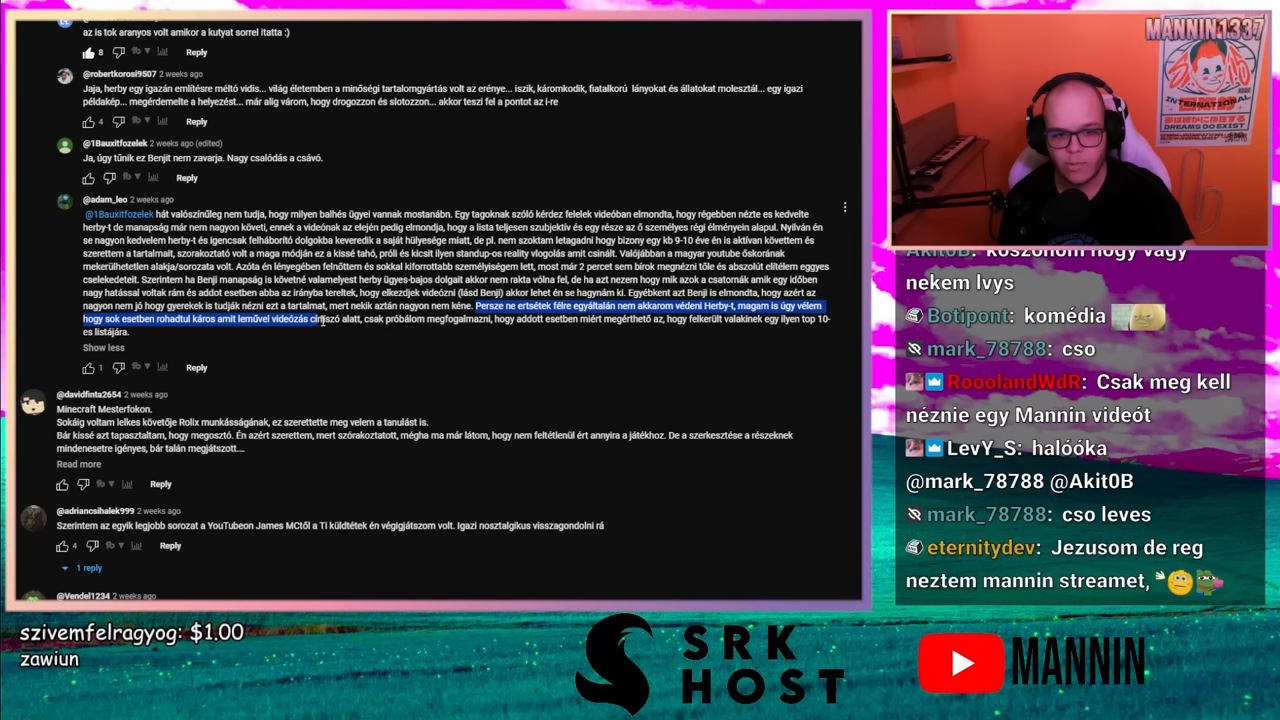 az is tok aranyos volt amikor a kutyat sorrel itatta :)
8
Reply
@robertkorosi9507 2 weeks ago
Jaja, herby egy igazán említésre méltó vidis... világ életemben a minőségi tartalomgyártás volt az erénye... iszik, káromkodik, fiatalkorú lányokat és állatokat molesztál... egy igazi
példakép... megérdemelte a helyezést... már alig várom, hogy drogozzon és slotozzon... akkor teszi fel a pontot az i-re
4
Reply
@1Bauxitfozelek 2 weeks ago (edited)
Ja, úgy tűnik ez Benjit nem zavarja. Nagy csalódás a csávó.
Reply
@adam_leo 2 weeks ago
@1Bauxitfozelek hát valószínűleg nem tudja, hogy milyen balhés ügyei vannak mostanábn. Egy tagoknak szóló kérdez felelek videóban elmondta, hogy régebben nézte es kedvelte
herby-t de manapság már nem nagyon követi, ennek a videónak az elején pedig elmondja, hogy a lista teljesen szubjektív és egy része az ő személyes régi élményein alapul. Nyilván én
se nagyon kedvelem herby-t és igencsak felháborító dolgokba keveredik a saját hülyesége miatt, de pl. nem szoktam letagadni hogy bizony egy kb 9-10 éve én is aktívan követtem és
szerettem a tartalmait, szorakoztató volt a maga módján ez a kissé tahó, próli és kicsit ilyen standup-os reality vlogolás amit csinált. Valójábban a magyar youtube őskorának
mekerülhetetlen alakja/sorozata volt. Azóta én lényegében felnőttem és sokkal kiforrottabb személyiségem lett, most már 2 percet sem bírok megnézni tőle és abszolút elítélem eggyes
cselekedeteit. Szerintem ha Benji manapság is követné valamelyest herby ügyes-bajos dolgait akkor nem rakta vólna fel, de ha azt nezem hogy mik azok a csatornák amik egy időben
nagy hatással voltak rám és addot esetben abba az irányba tereltek, hogy elkezdjek videózni (lásd Benji) akkor lehet én se hagynám ki. Egyébkent azt Benji is elmondta, hogy azért az
nagyon nem jó hogy gyerekek is tudják nézni ezt a tartalmat, mert nekik aztán nagyon nem kéne. Persze ne ertsétek félre egyáltalán nem akkarom védeni Herby-t, magam is úgy vélem
hogy sok esetben rohadtul káros amit leművel videózás címszó alatt, csak próbálom megfogalmazni, hogy addott esetben miért megérthető az, hogy felkerült valakinek egy ilyen top 10-
es listájára.
Show less
1
Reply
@davidfinta2654 2 weeks ago
Minecraft Mesterfokon.
Sokáig voltam lelkes követője Rolix munkásságának, ez szerettette meg velem a tanulást is.
Bár kissé azt tapasztaltam, hogy megosztó. Én azért szerettem, mert szórakoztatott, mégha ma már látom, hogy nem feltétlenül ért annyira a játékhoz. De a szerkesztése a részeknek
mindenesetre igényes, bár talán megjátszott...
Read more
Reply
@adriancsihalek999 2 weeks ago
Szerintem az egyik legjobb sorozat a YouTubeon James MCtől a Ti küldtétek én végigjátszom volt. Igazi nosztalgikus visszagondolni rá
4
Reply
1 reply
@Vendel1234 2 weeks ago
MANNIN1337
INTERNATIONAL
DREAMS DO EXIST
AkitoB: köszönöm hogy vagy
nekem lvys
Botipont: komédia
mark_78788: cso
RooolandWdR: Csak meg kell
néznie egy Mannin videót
LevY_S: halóóka
@mark_78788 @Akit0B
mark_78788: cso leves
eternitydev: Jezusom de reg
neztem mannin streamet,
szivemfelragyog: $1.00
zawiun
SRK
HOST
MANNIN